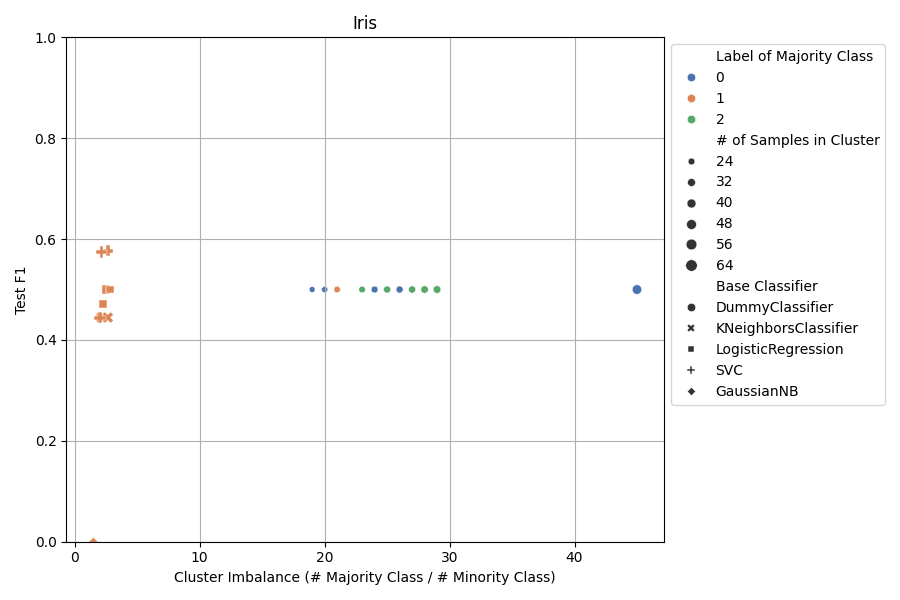 Iris
1.0
0.8
0.6
0.4
0.2
0.0
Test F1
0 10 20 30 40
Cluster Imbalance (# Majority Class / # Minority Class)
Label of Majority Class
0
1
2
# of Samples in Cluster
24
32
40
48
56
64
Base Classifier
DummyClassifier
KNeighborsClassifier
LogisticRegression
SVC
GaussianNB